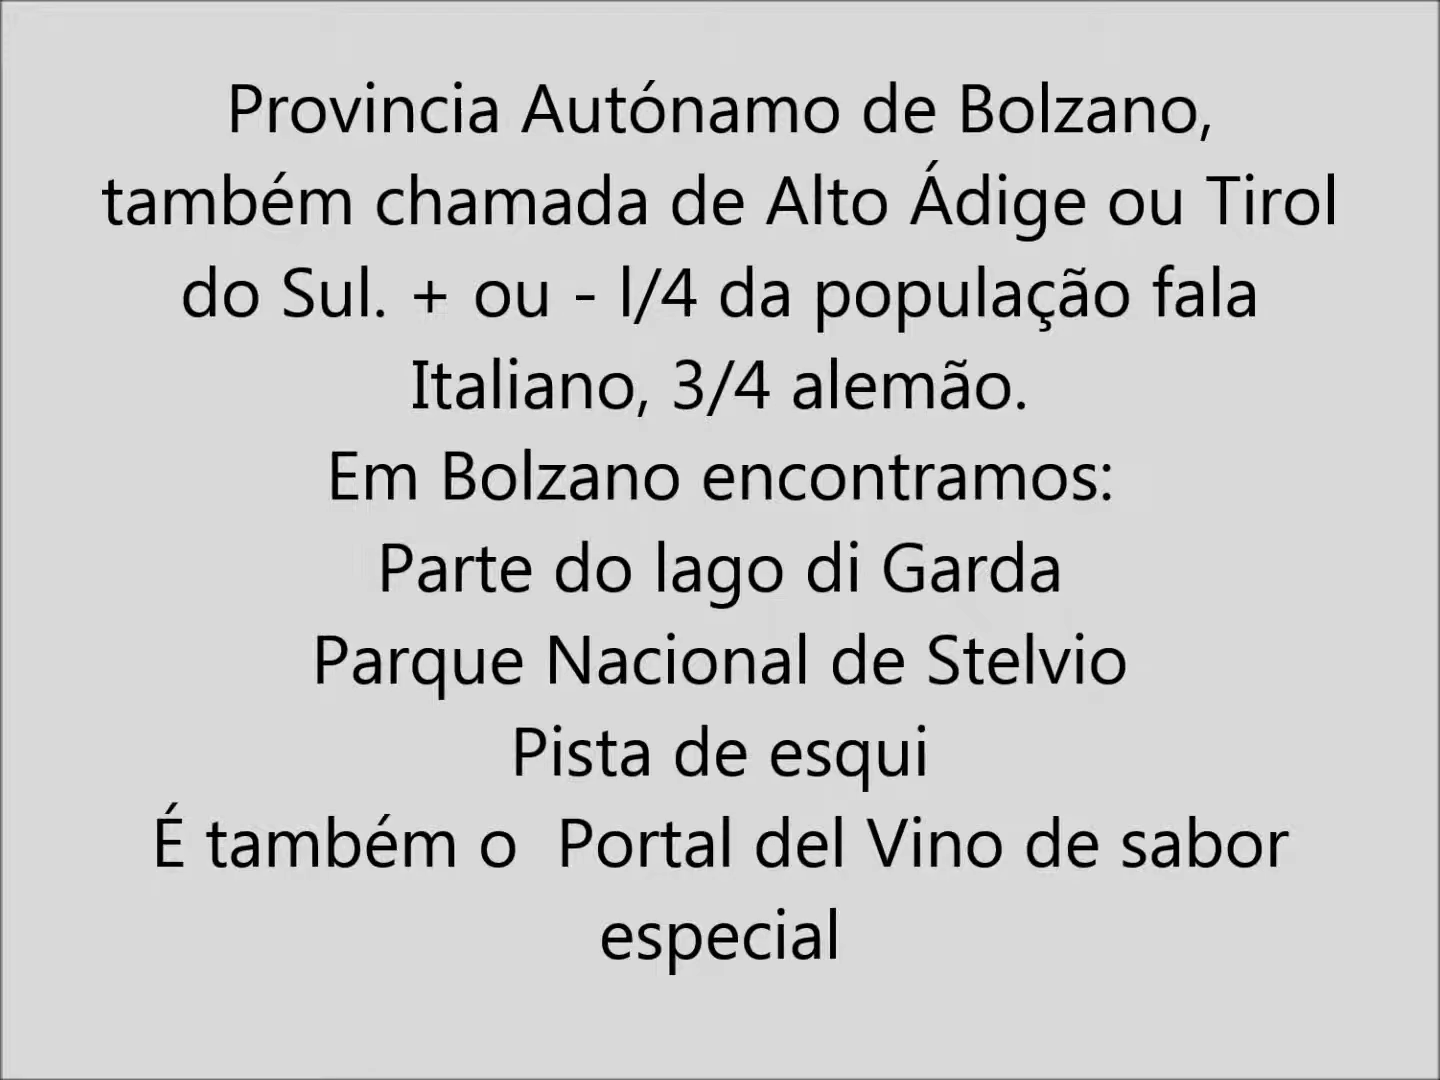 Provincia Autónamo de Bolzano,
também chamada de Alto Ádige ou Tirol
do Sul. + ou - l/4 da população fala
Italiano, 3/4 alemão.
Em Bolzano encontramos:
Parte do lago di Garda
Parque Nacional de Stelvio
Pista de esqui
É também o  Portal del Vino de sabor
especial